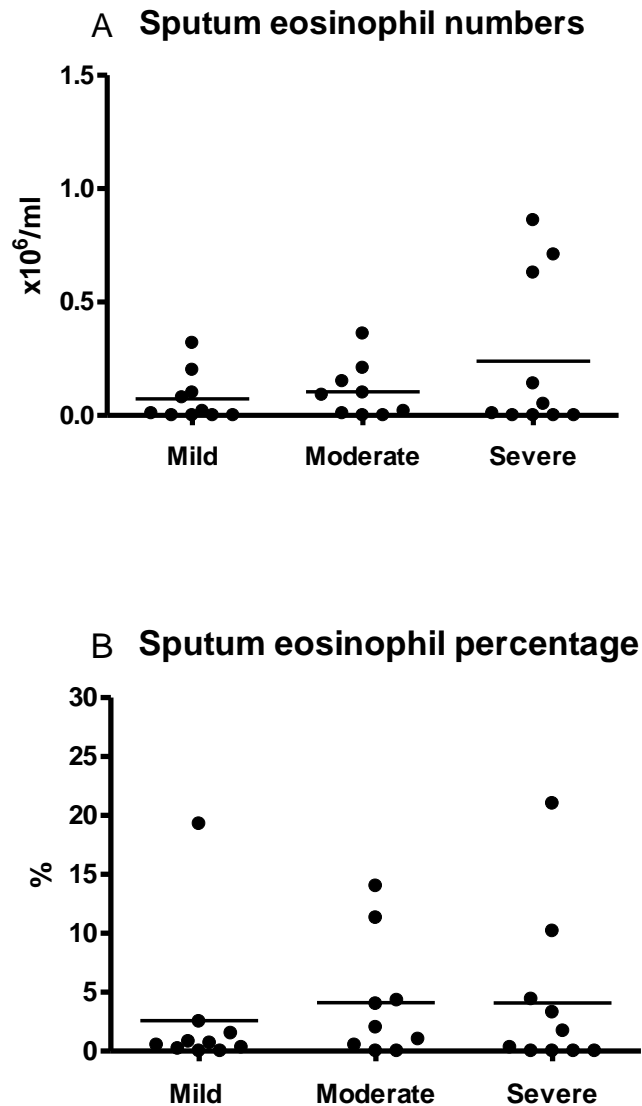 A Sputum eosinophil numbers
1.5
1.0
0.5
0.0
x10⁶/ml
Mild Moderate Severe
B Sputum eosinophil percentage
30
25
20
15
10
5
0
%
Mild Moderate Severe